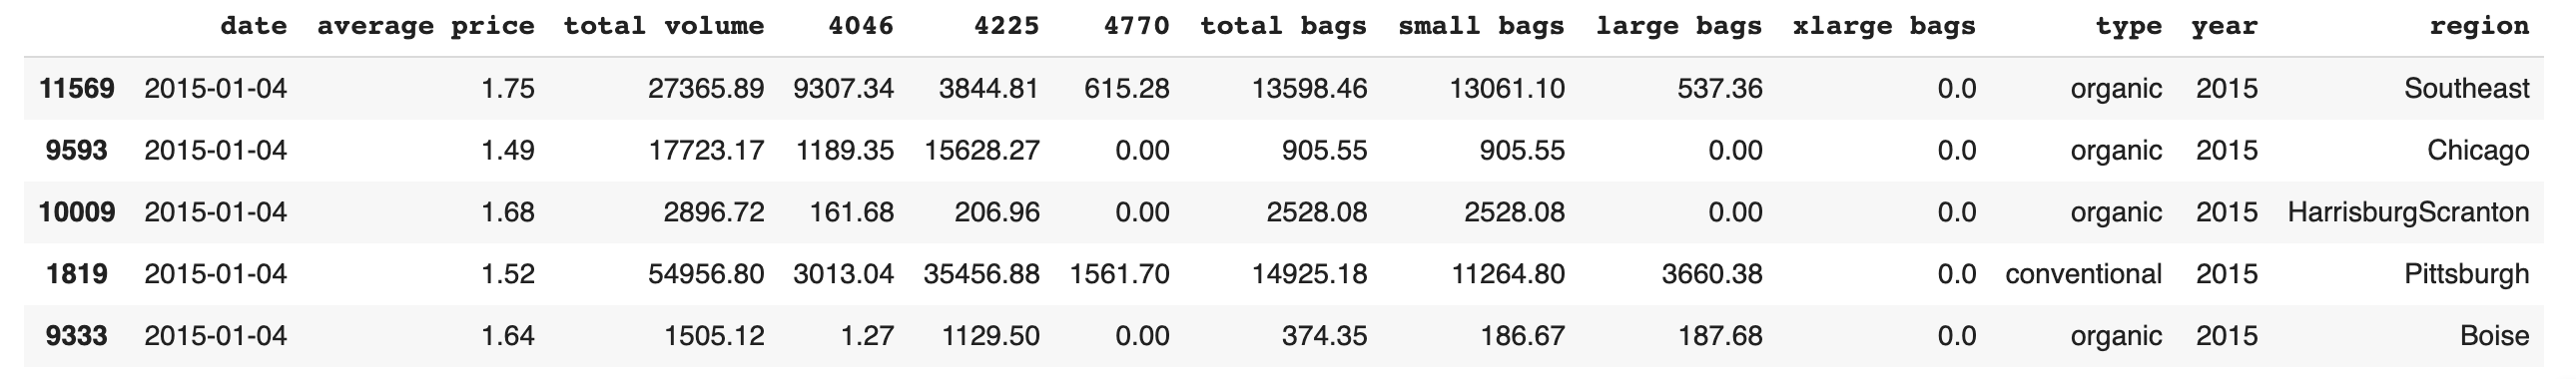 date average price total volume 4046 4225 4770 total bags small bags large bags xlarge bags type year region
11569 2015-01-04 1.75 27365.89 9307.34 3844.81 615.28 13598.46 13061.10 537.36 0.0 organic 2015 Southeast
9593 2015-01-04 1.49 17723.17 1189.35 15628.27 0.00 905.55 905.55 0.00 0.0 organic 2015 Chicago
10009 2015-01-04 1.68 2896.72 161.68 206.96 0.00 2528.08 2528.08 0.00 0.0 organic 2015 HarrisburgScranton
1819 2015-01-04 1.52 54956.80 3013.04 35456.88 1561.70 14925.18 11264.80 3660.38 0.0 conventional 2015 Pittsburgh
9333 2015-01-04 1.64 1505.12 1.27 1129.50 0.00 374.35 186.67 187.68 0.0 organic 2015 Boise